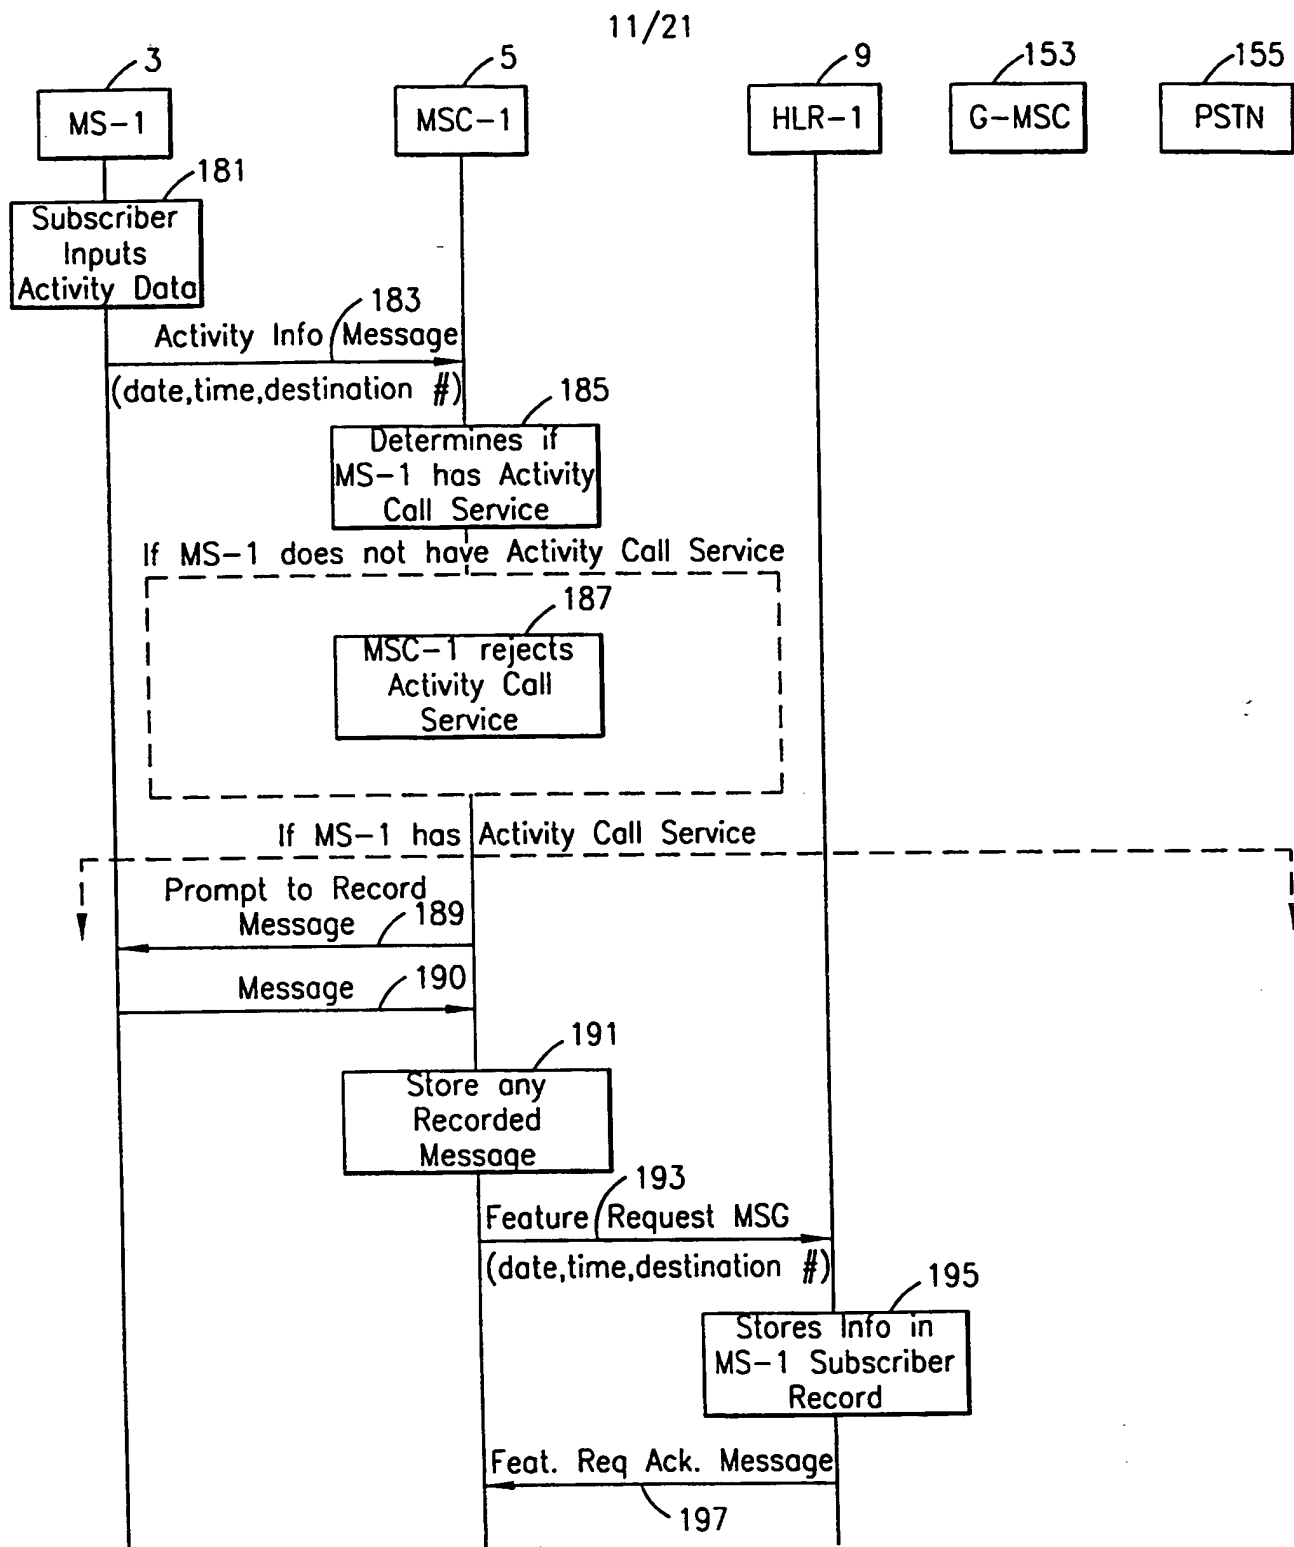 11/21
3
5
9
153
155
MS-1
MSC-1
HLR-1
G-MSC
PSTN
181
Subscriber
Inputs
Activity Data
183
Activity Info Message
(date,time,destination #)
185
Determines if
MS-1 has Activity
Call Service
If MS-1 does not have Activity Call Service
187
MSC-1 rejects
Activity Call
Service
If MS-1 has Activity Call Service
Prompt to Record
Message
189
Message
190
191
Store any
Recorded
Message
193
Feature Request MSG
(date,time,destination #)
195
Stores Info in
MS-1 Subscriber
Record
Feat. Req Ack. Message
197